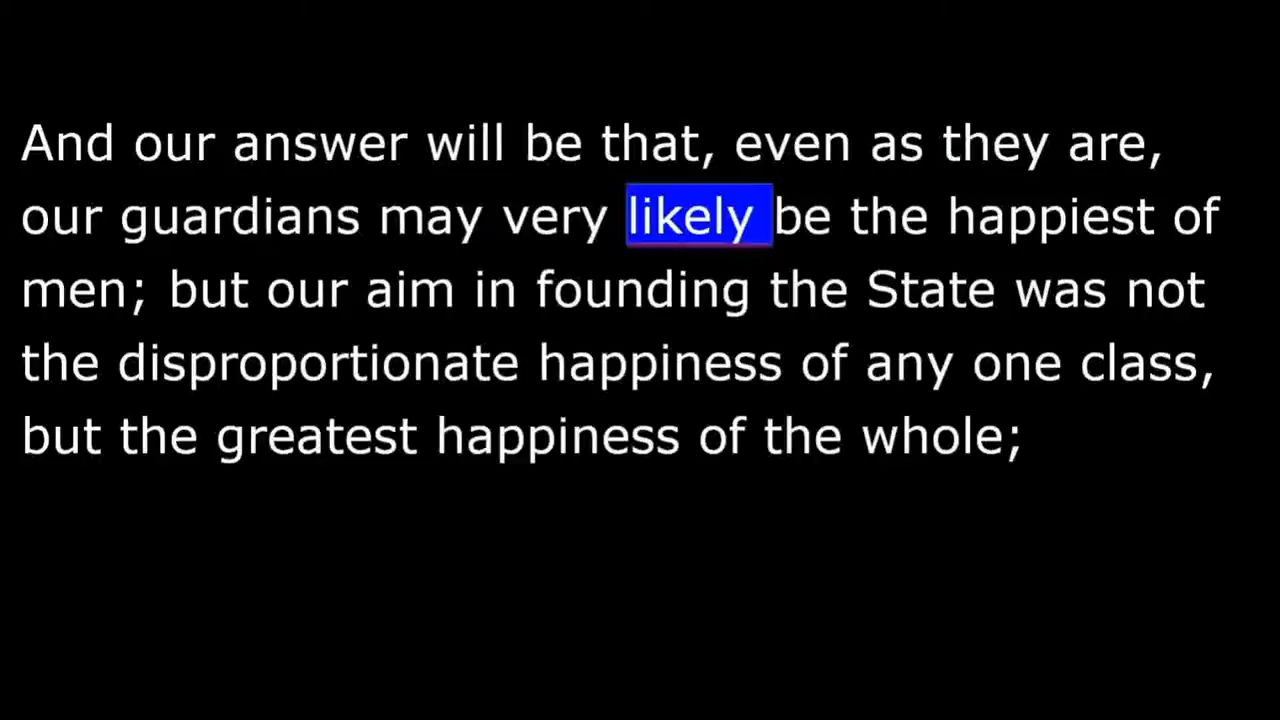 And our answer will be that, even as they are,
our guardians may very likely be the happiest of
men; but our aim in founding the State was not
the disproportionate happiness of any one class,
but the greatest happiness of the whole;